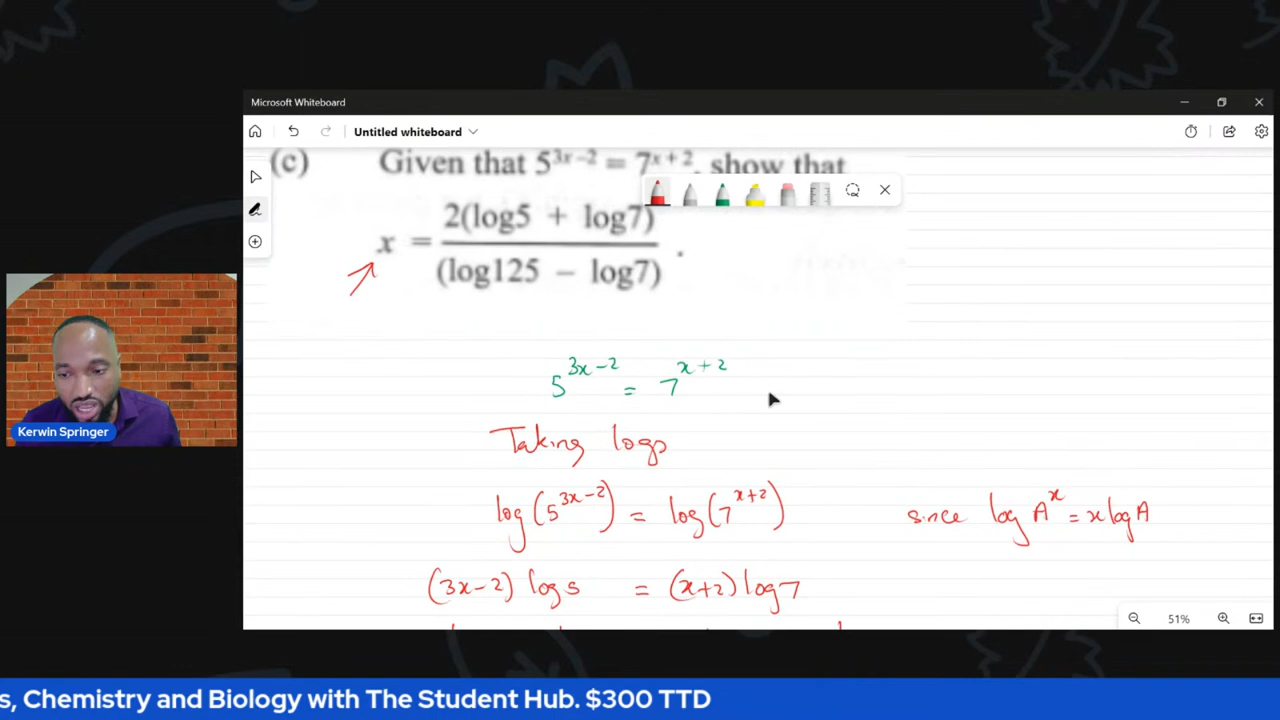 Microsoft Whiteboard
Untitled whiteboard
(c) Given that 5^{3x-2} = 7^{x+2}, show that
x = \frac{2(log5 + log7)}{(log125 − log7)} .
5^{3x-2} = 7^{x+2}
Taking logs
log(5^{3x-2}) = log(7^{x+2}) since log A^x = xlogA
(3x-2) log5 = (x+2) log7
Kerwin Springer
51%
s, Chemistry and Biology with The Student Hub. $300 TTD